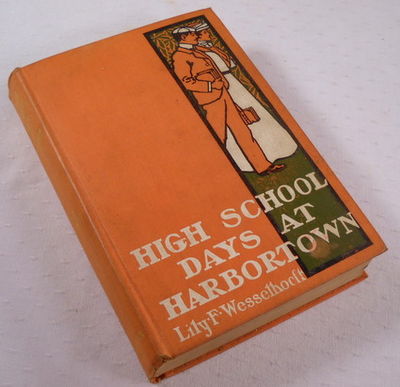 HIGH SCHOOL
DAYS AT
HARBORTOWN
Lily·F·Wesselhoeft